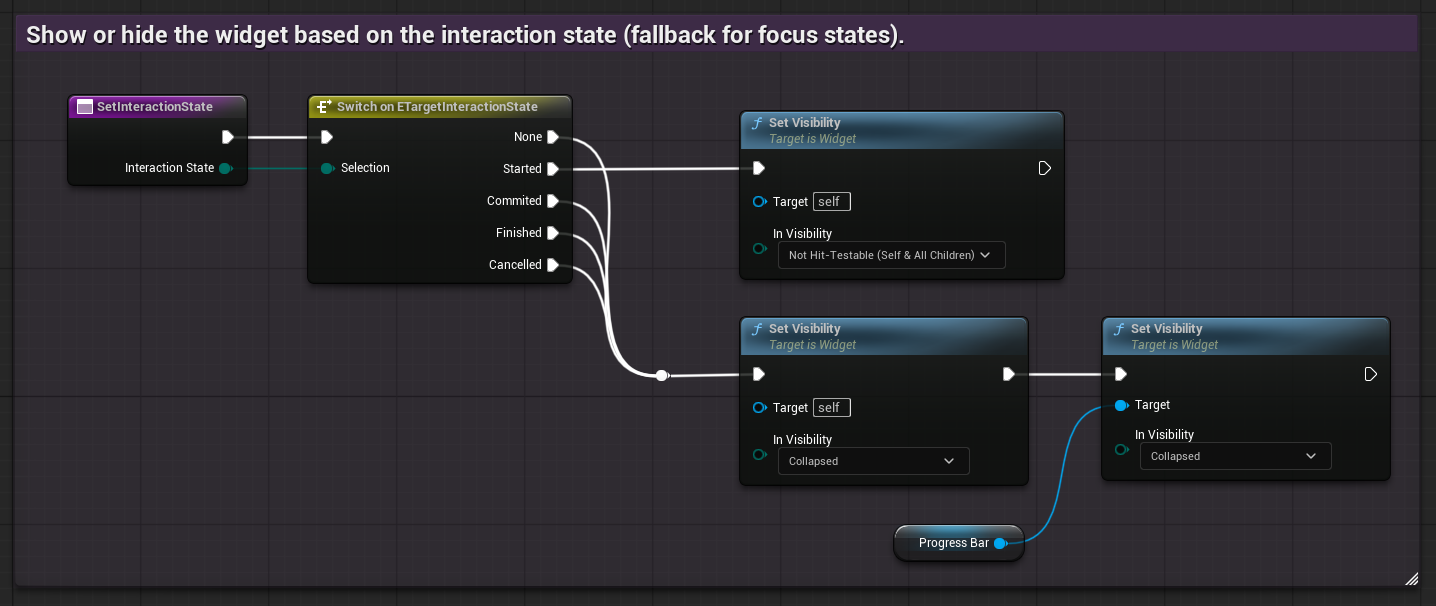 Show or hide the widget based on the interaction state (fallback for focus states).
SetInteractionState
Interaction State
Switch on ETargetInteractionState
Selection
None
Started
Commited
Finished
Cancelled
Set Visibility
Target is Widget
Target self
In Visibility
Not Hit-Testable (Self & All Children)
Set Visibility
Target is Widget
Target self
In Visibility
Collapsed
Set Visibility
Target is Widget
Target
In Visibility
Collapsed
Progress Bar